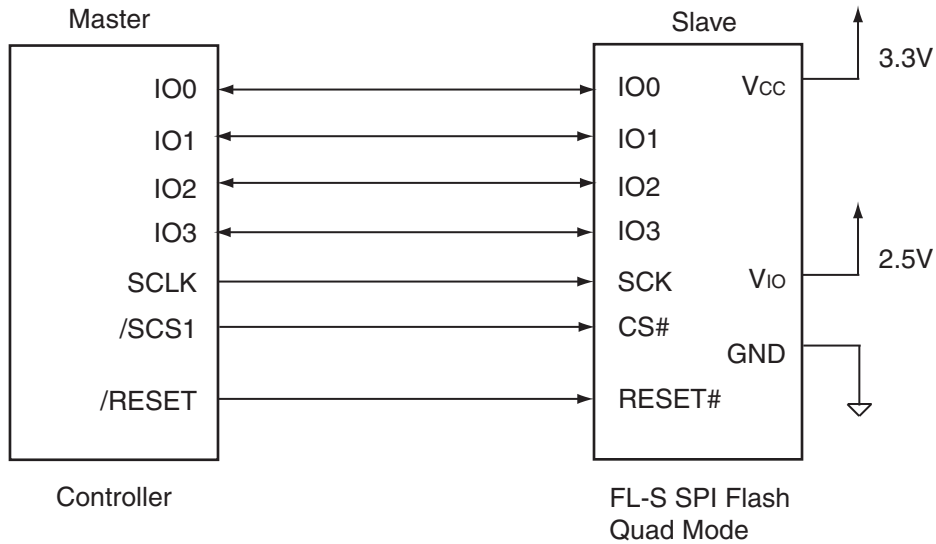 Master
IO0
IO1
IO2
IO3
SCLK
/SCS1
/RESET
Controller
Slave
IO0
IO1
IO2
IO3
SCK
CS#
RESET#
VCC
VIO
GND
3.3V
2.5V
FL-S SPI Flash
Quad Mode